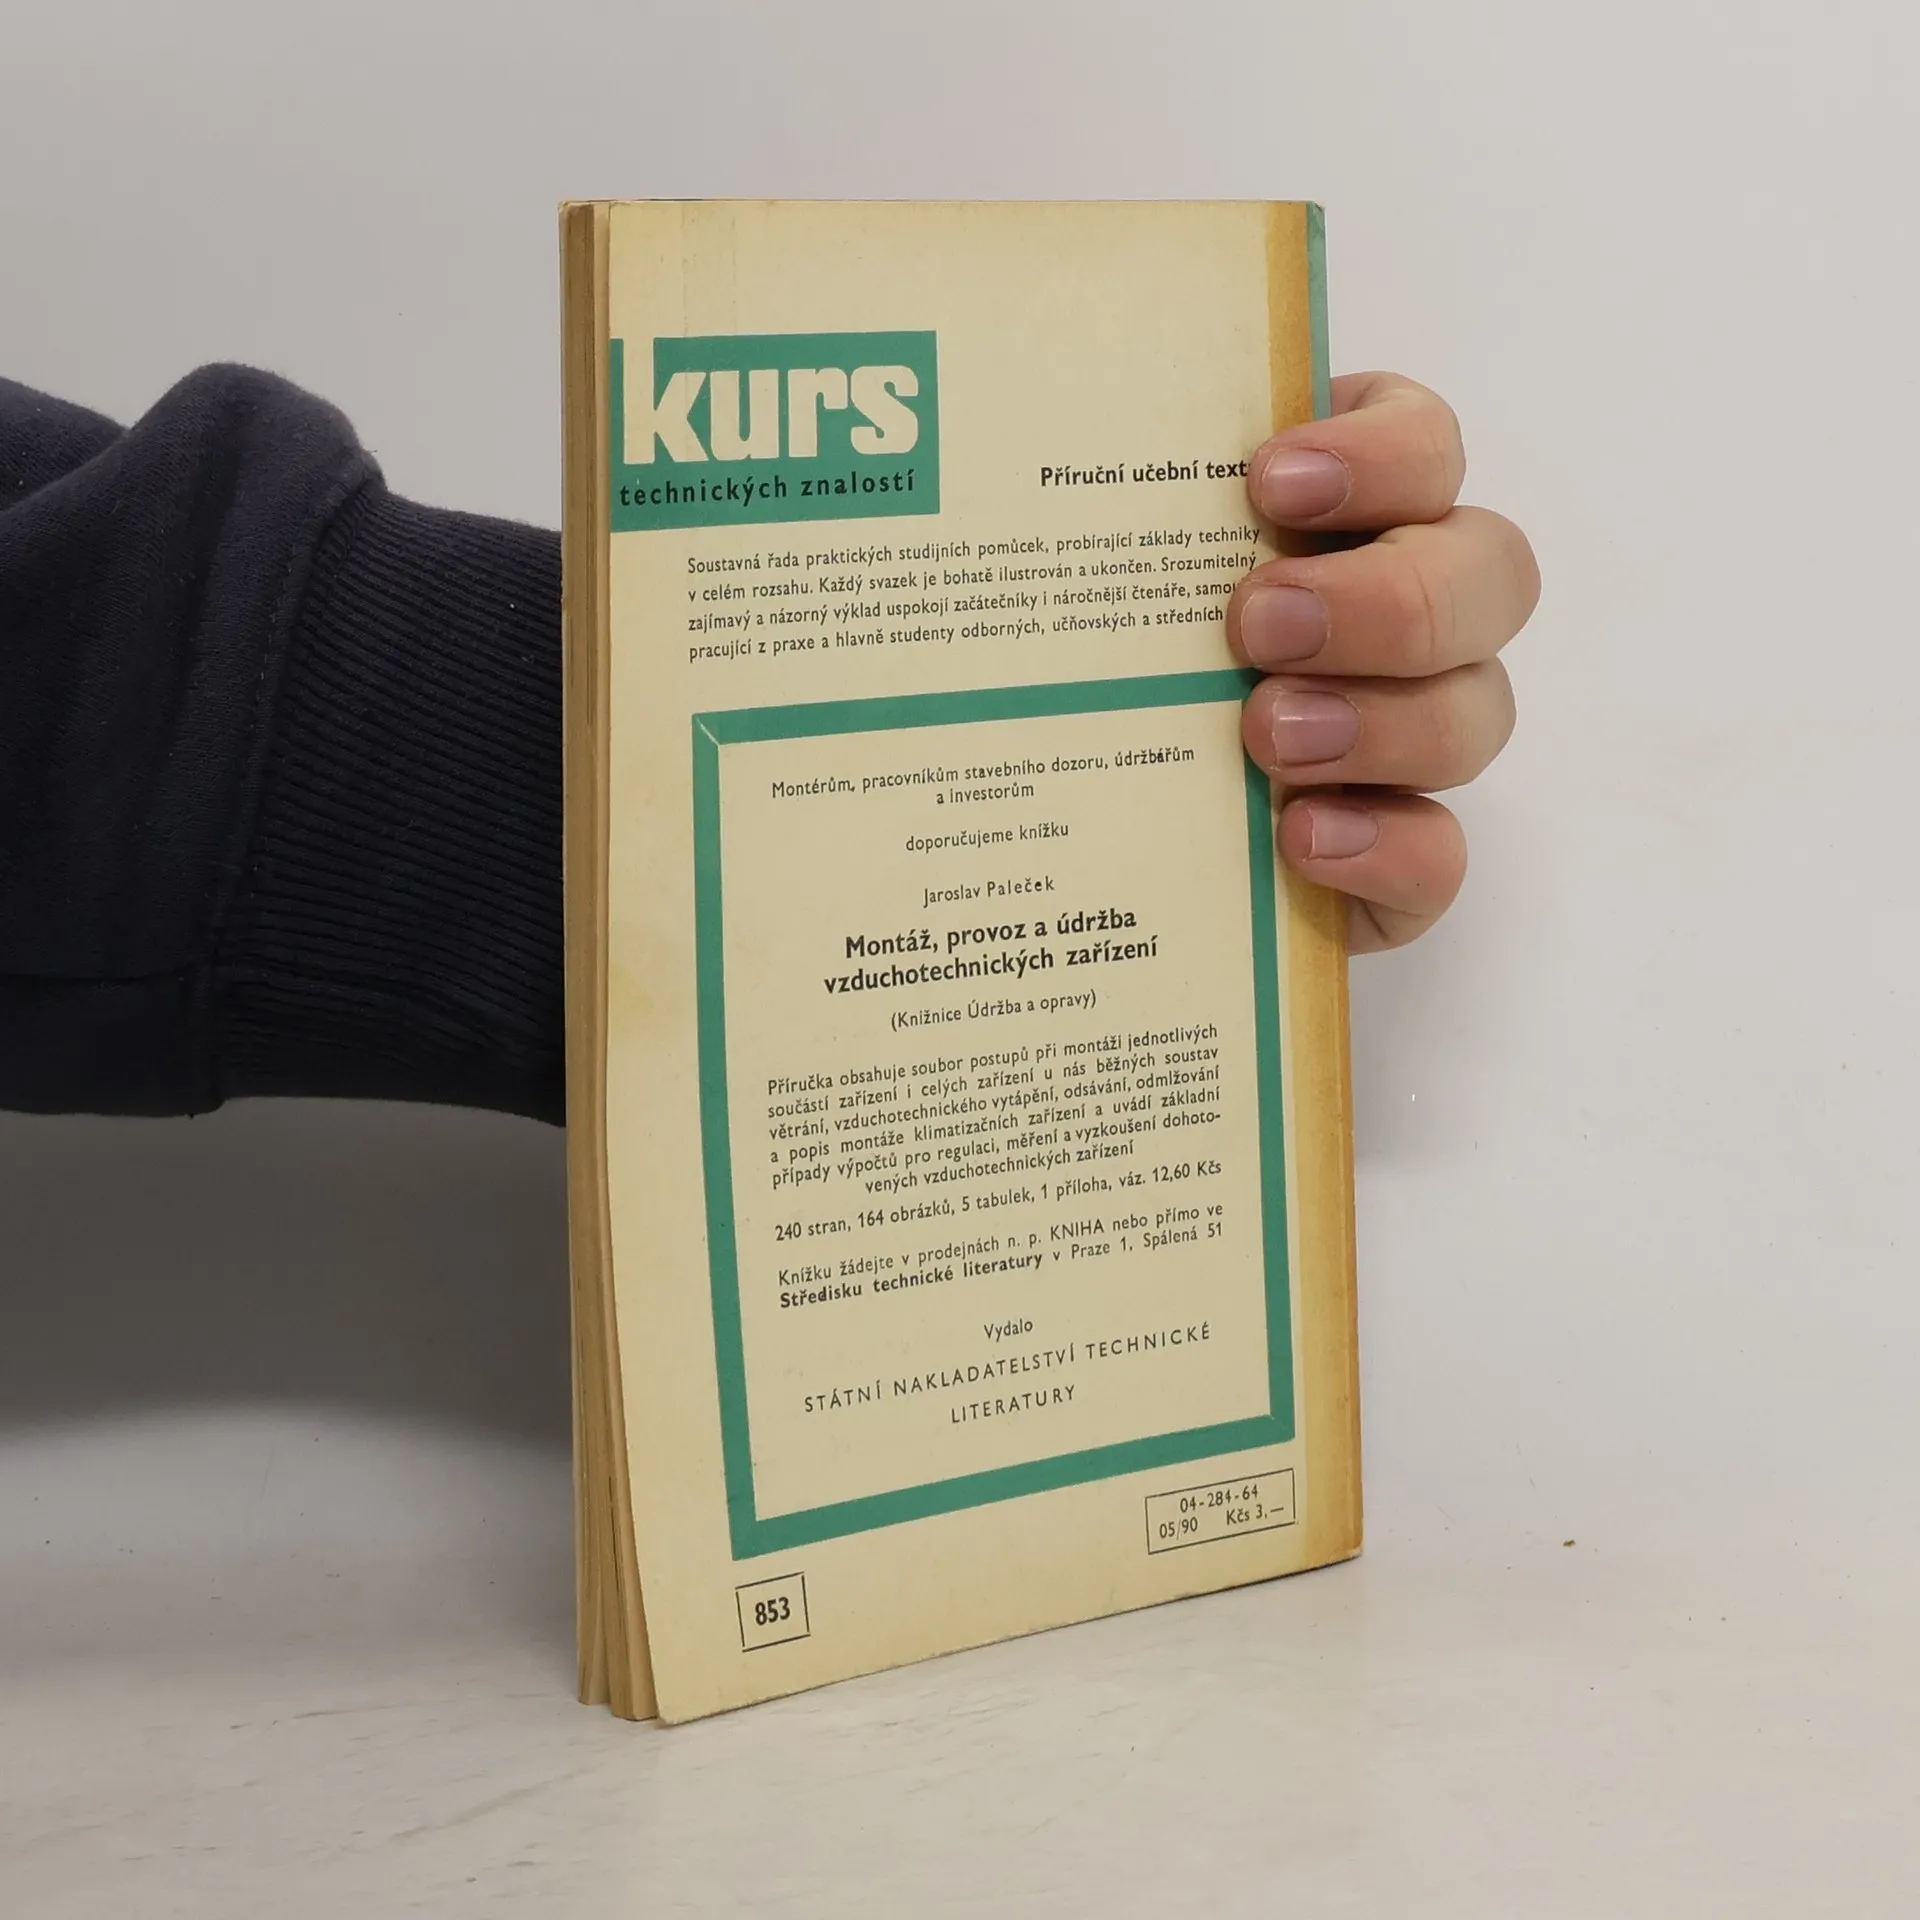 kurs
technických znalostí
Příruční učební
Soustavná řada praktických studijních pomůcek, probírající základy techniky
v celém rozsahu. Každý svazek je bohatě ilustrován a ukončen. Srozumitelný
zajímavý a názorný výklad uspokojí začátečníky i náročnější čtenáře,
pracující z praxe a hlavně studenty odborných, učňovských a středních
Montérům, pracovníkům stavebního dozoru, údržbářům
a investorům
doporučujeme knížku
Jaroslav Paleček
Montáž, provoz a údržba
vzduchotechnických zařízení
(Knižnice Údržba a opravy)
Příručka obsahuje soubor postupů při montáži jednotlivých
součástí zařízení i celých zařízení u nás běžných soustav
větrání, vzduchotechnického vytápění, odsávání, odmlžování
a popis montáže klimatizačních zařízení a uvádí základní
případy výpočtů pro regulaci, měření a vyzkoušení dohoto-
vených vzduchotechnických zařízení
240 stran, 164 obrázků, 5 tabulek, 1 příloha, váz. 12,60 Kčs
Knížku žádejte v prodejnách n. p. KNIHA nebo přímo ve
Středisku technické literatury v Praze 1, Spálená 51
Vydalo
STÁTNÍ NAKLADATELSTVÍ TECHNICKÉ
LITERATURY
04-284-64
05/90 Kčs 3,—
853